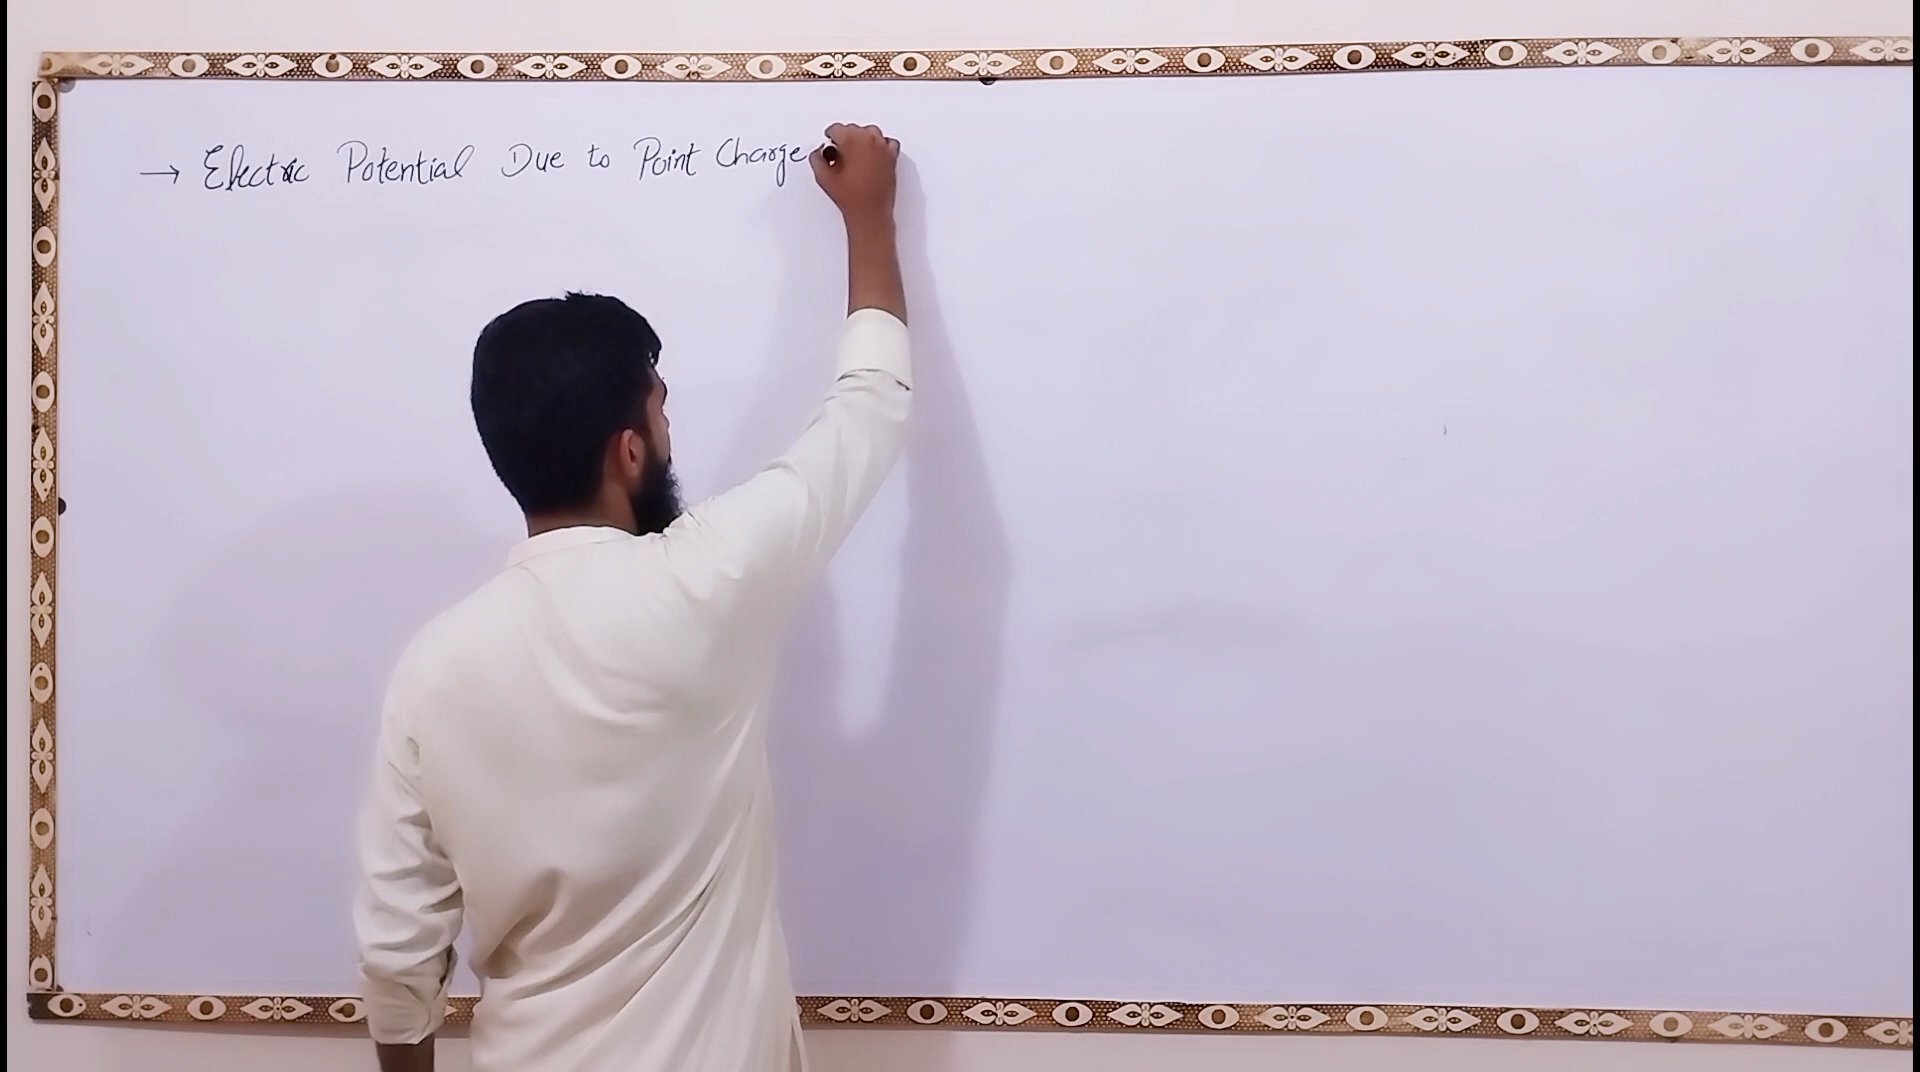 → Electric Potential Due to Point Charge